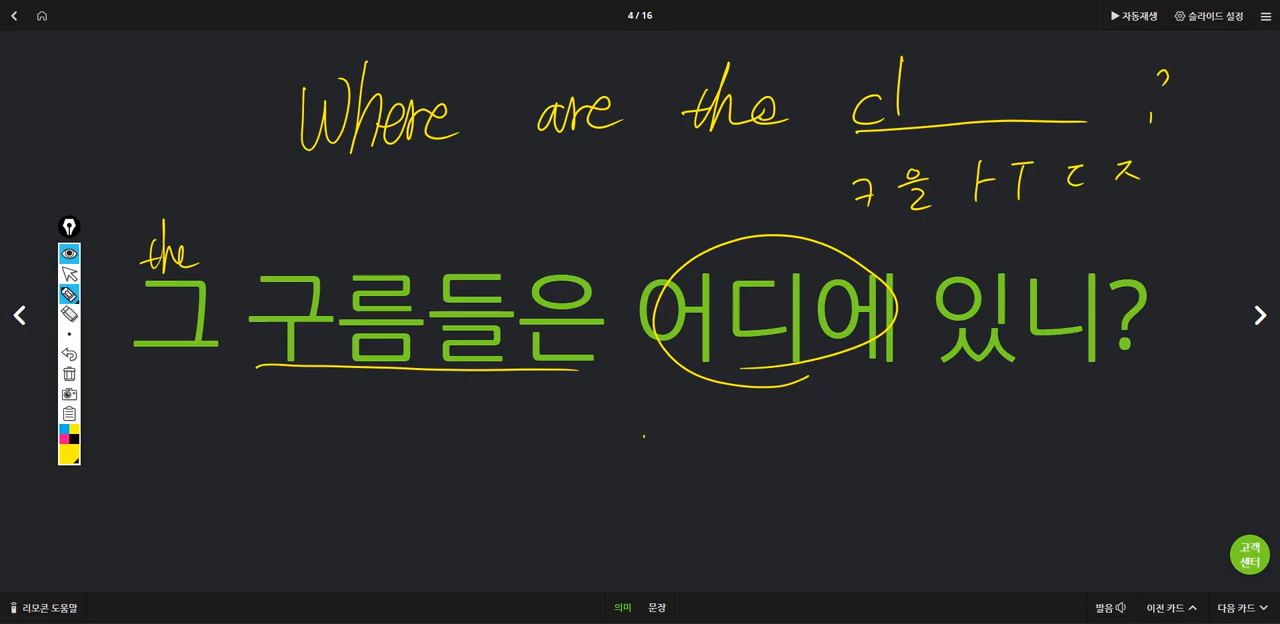 4 / 16
자동재생
슬라이드 설정
Where are the cl ?
ㅋ 을 ㅏ ㅜ ㄷ ㅈ
the
그 구름들은 어디에 있니?
고객
센터
리모콘 도움말
의미
문장
발음
이전 카드
다음 카드